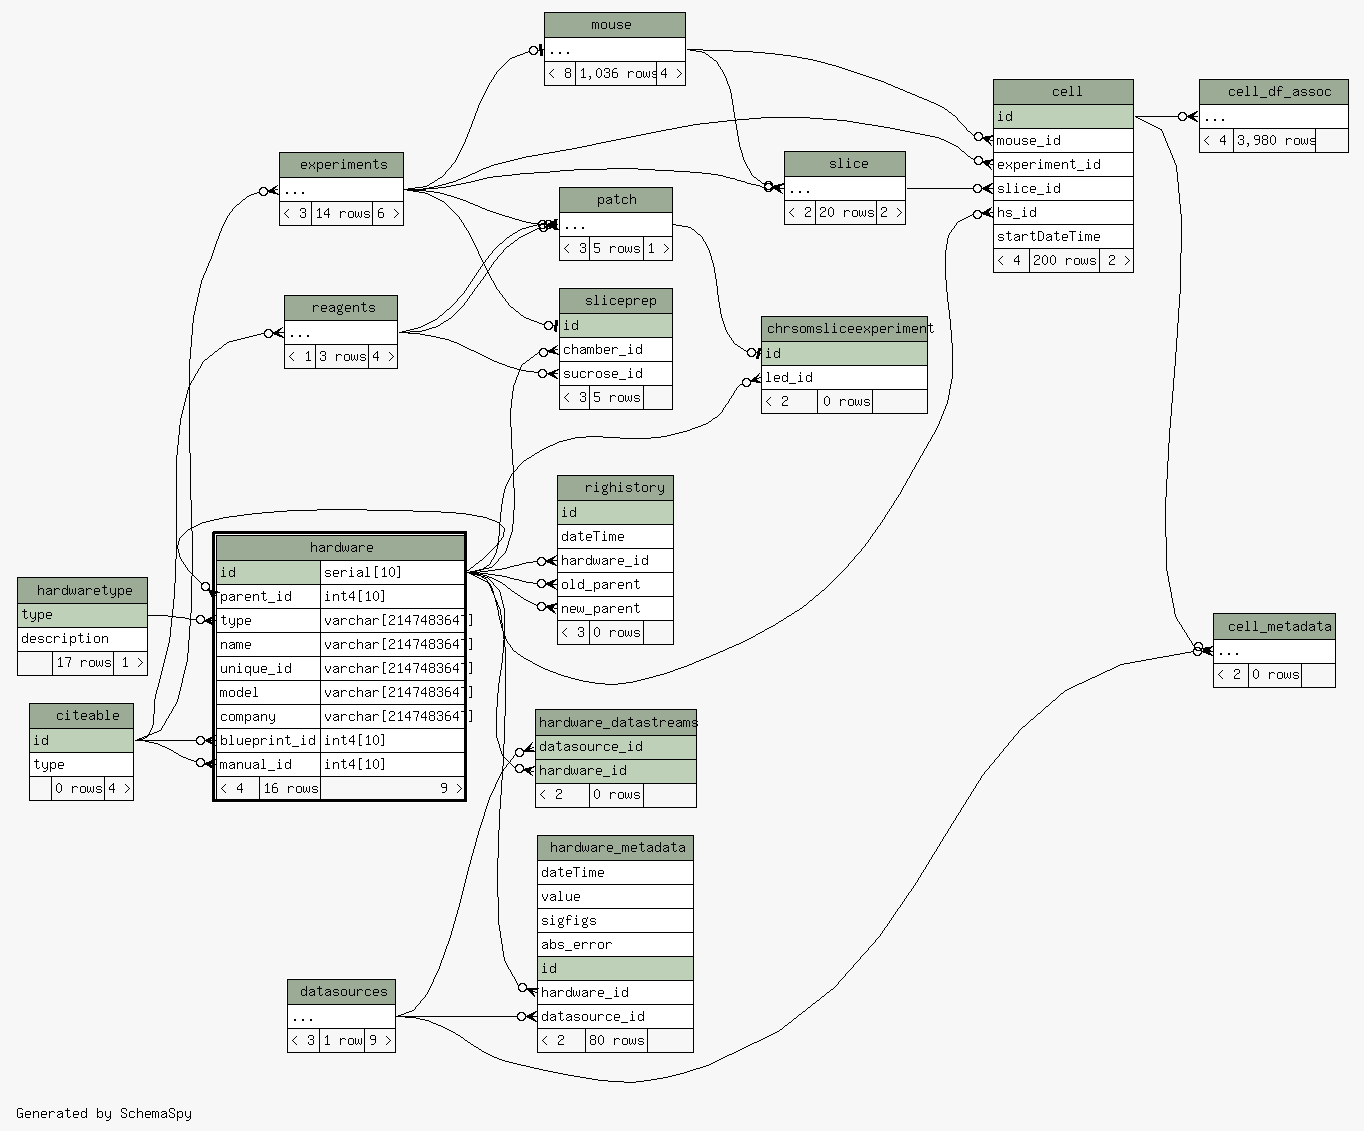 mouse
...
< 8 1,036 rows 4 >
cell
id
mouse_id
experiment_id
slice_id
hs_id
startDateTime
< 4 200 rows 2 >
cell_df_assoc
...
< 4 3,980 rows
experiments
...
< 3 14 rows 6 >
slice
...
< 2 20 rows 2 >
patch
...
< 3 5 rows 1 >
reagents
...
< 1 3 rows 4 >
sliceprep
id
chamber_id
sucrose_id
< 3 5 rows
chrsomsliceexperiment
id
led_id
< 2 0 rows
righistory
id
dateTime
hardware_id
old_parent
new_parent
< 3 0 rows
hardware
id serial[10]
parent_id int4[10]
type varchar[2147483647]
name varchar[2147483647]
unique_id varchar[2147483647]
model varchar[2147483647]
company varchar[2147483647]
blueprint_id int4[10]
manual_id int4[10]
< 4 16 rows 9 >
hardwaretype
type
description
17 rows 1 >
citeable
id
type
0 rows 4 >
cell_metadata
...
< 2 0 rows
hardware_datastreams
datasource_id
hardware_id
< 2 0 rows
hardware_metadata
dateTime
value
sigfigs
abs_error
id
hardware_id
datasource_id
< 2 80 rows
datasources
...
< 3 1 row 9 >
Generated by SchemaSpy